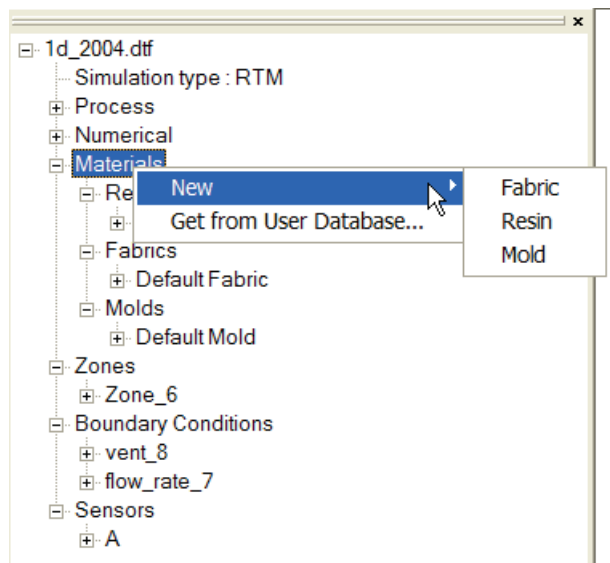 1d_2004.dtf
Simulation type : RTM
Process
Numerical
Materials
Re
New
Fabric
Get from User Database...
Resin
Fabrics
Mold
Default Fabric
Molds
Default Mold
Zones
Zone_6
Boundary Conditions
vent_8
flow_rate_7
Sensors
A